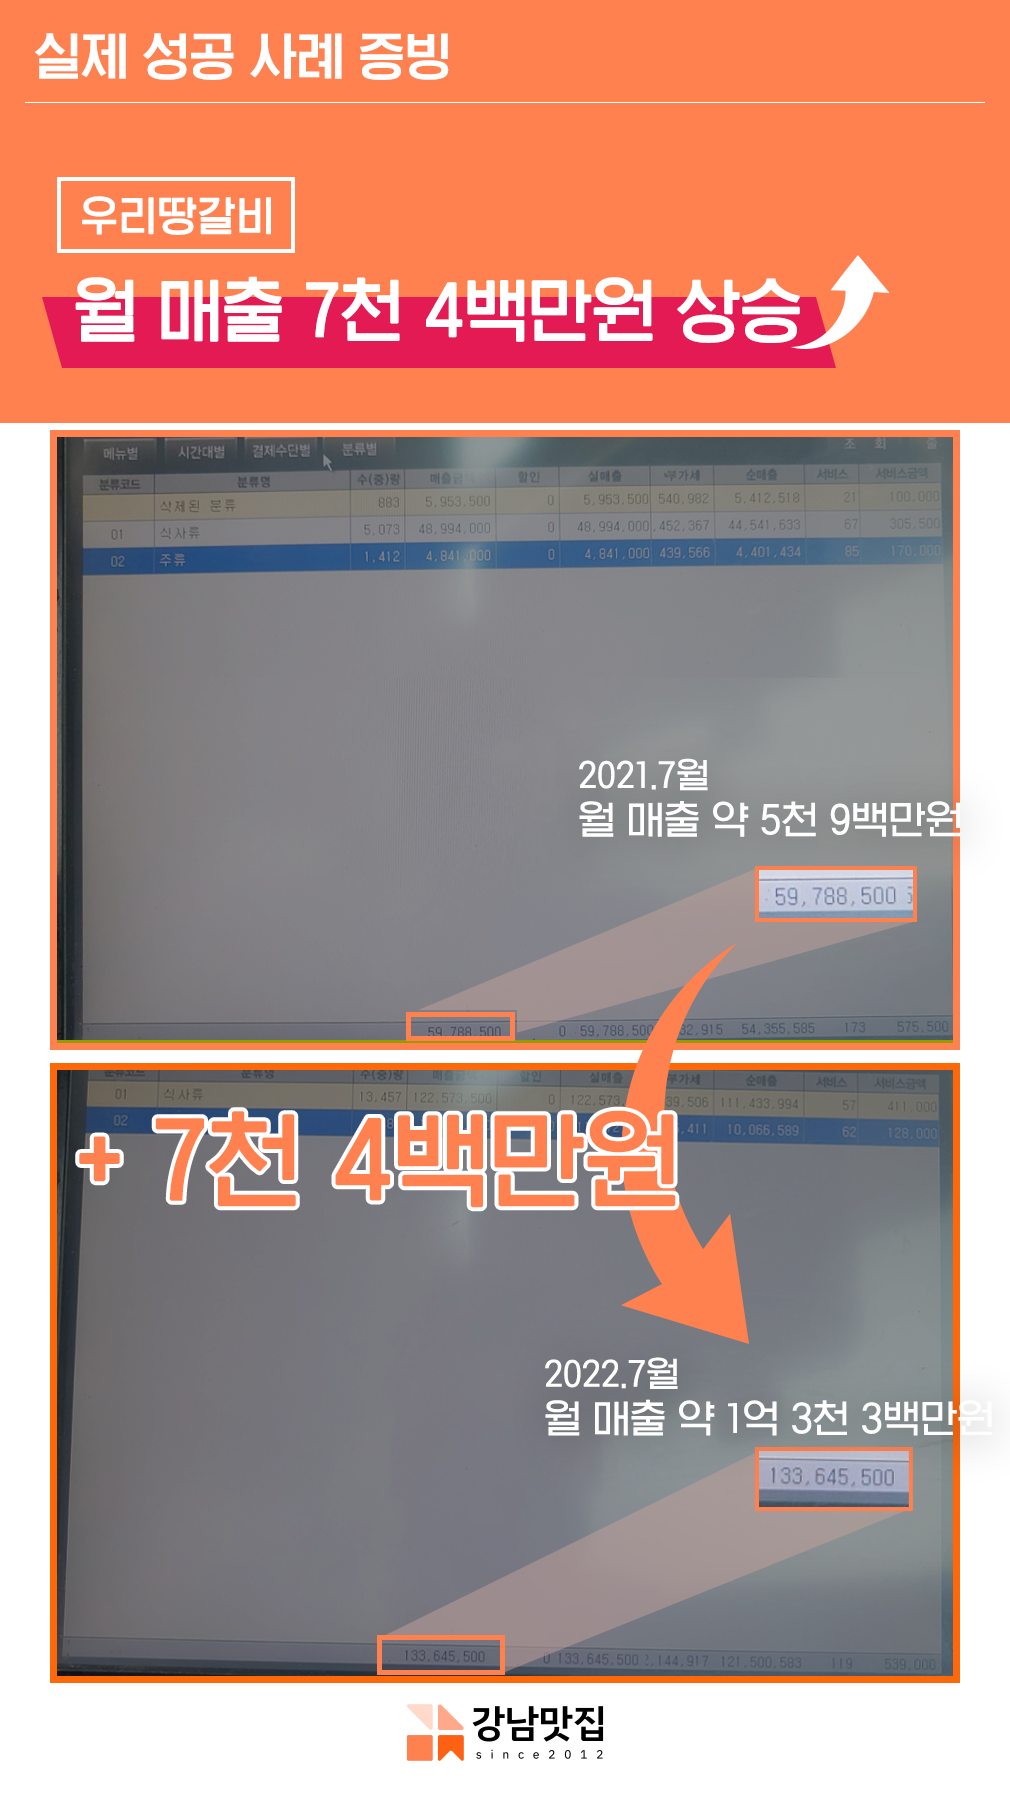 실제 성공 사례 증빙
우리땅갈비
월 매출 7천 4백만원 상승
메뉴별 시간대별 결제수단별 분류별 조 회 출
분류코드 분류명 수(중)량 매출금액 할인 실매출 부가세 순매출 서비스 서비스금액
삭제된 분류 883 5,953,500 0 5,953,500 540,982 5,412,518 21 100,000
01 식사류 5,073 48,994,000 0 48,994,000 ,452,367 44,541,633 67 305,500
02 주류 1,412 4,841,000 0 4,841,000 439,566 4,401,434 85 170,000
2021.7월
월 매출 약 5천 9백만원
59,788,500
59,788,500 0 59,788,500 32,915 54,355,585 173 575,500
분류코드 분류명 수(중)량 매출금액 할인 실매출 부가세 순매출 서비스 서비스금액
01 식사류 13,457 122,573,500 0 122,573, 39,506 111,433,994 57 411,000
02 ,411 10,066,589 62 128,000
+ 7천 4백만원
2022.7월
월 매출 약 1억 3천 3백만원
133,645,500
133,645,500 0 133,645,500 ,144,917 121,500,583 119 539,000
강남맛집
since2012